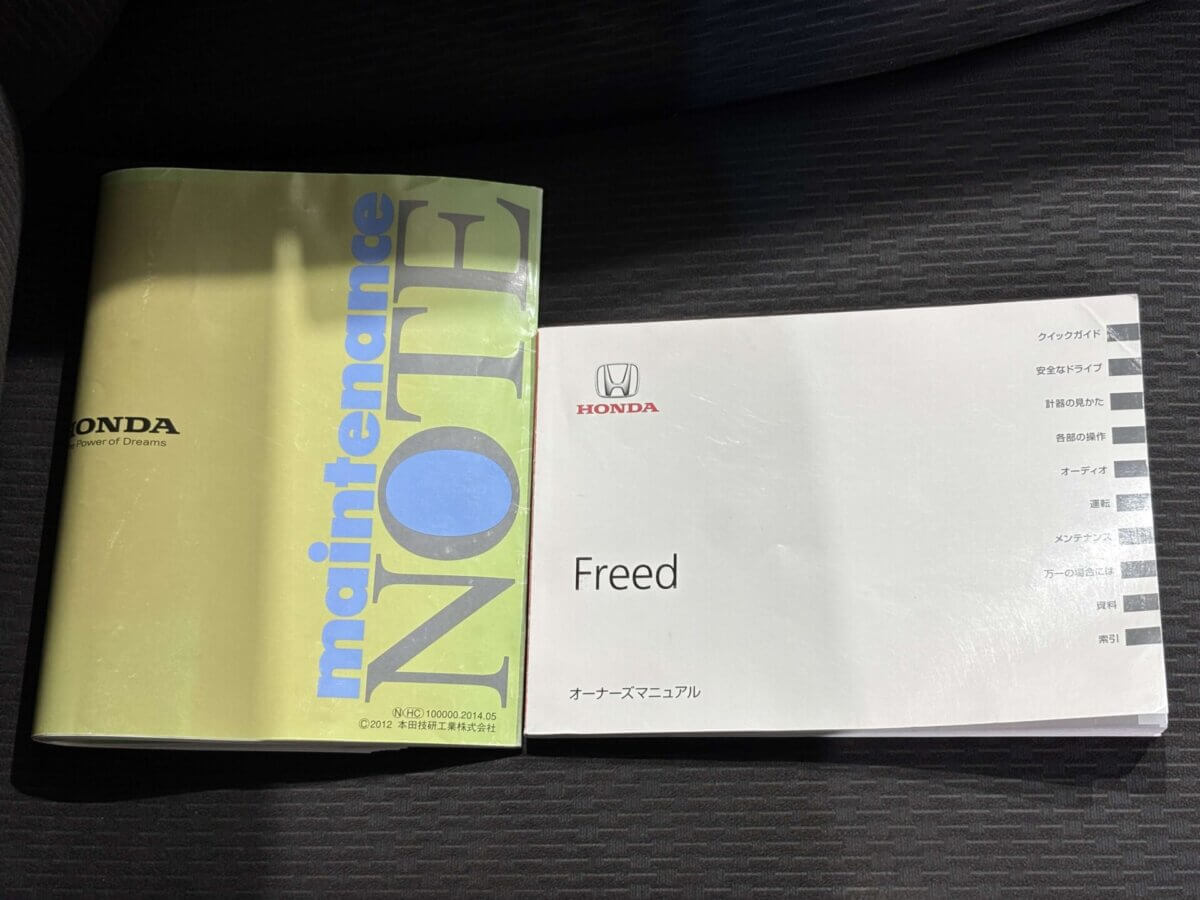 maintenance
NOTE
HONDA
Power of Dreams
N HC 100000.2014.05
©2012 本田技研工業株式会社
HONDA
Freed
オーナーズマニュアル
クイックガイド
安全なドライブ
計器の見かた
各部の操作
オーディオ
運転
メンテナンス
万一の場合には
資料
索引